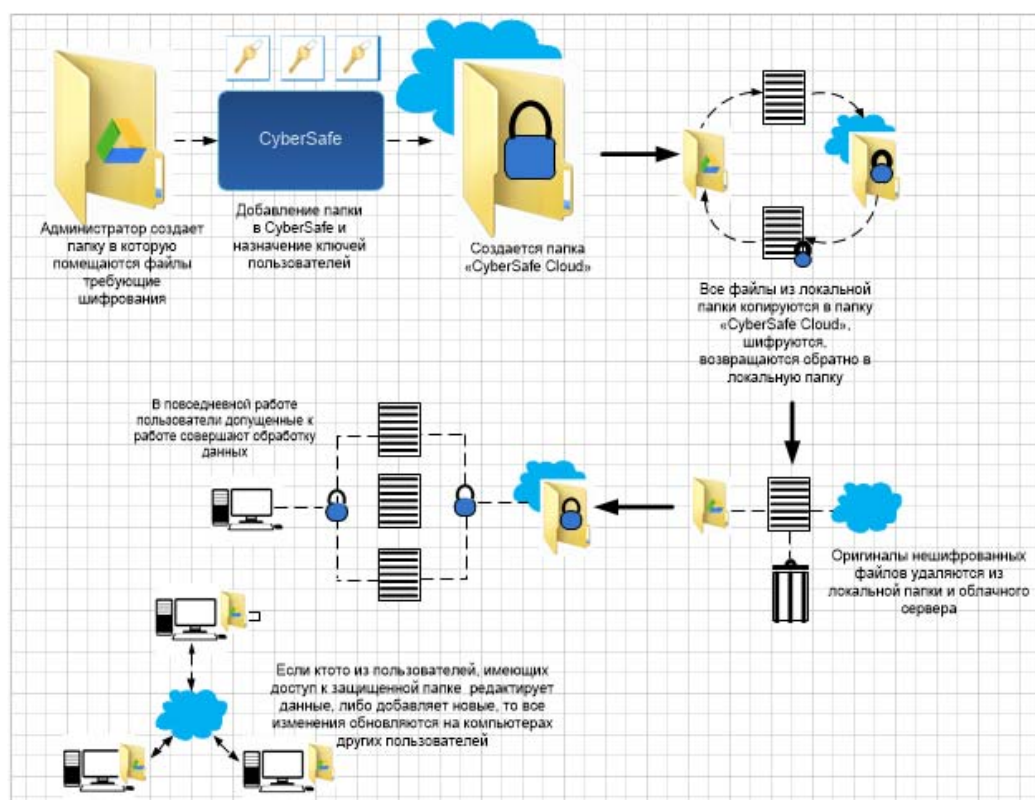 CyberSafe
Администратор создает
папку в которую
помещаются файлы
требующие
шифрования
Добавление папки
в CyberSafe и
назначение ключей
пользователей
Создается папка
«CyberSafe Cloud»
Все файлы из локальной
папки копируются в папку
«CyberSafe Cloud»,
шифруются,
возвращаются обратно в
локальную папку
В повседневной работе
пользователи допущенные к
работе совершают обработку
данных
Оригиналы нешифрованных
файлов удаляются из
локальной папки и облачного
сервера
Если ктото из пользователей, имеющих
доступ к защищенной папке редактирует
данные, либо добавляет новые, то все
изменения обновляются на компьютерах
других пользователей